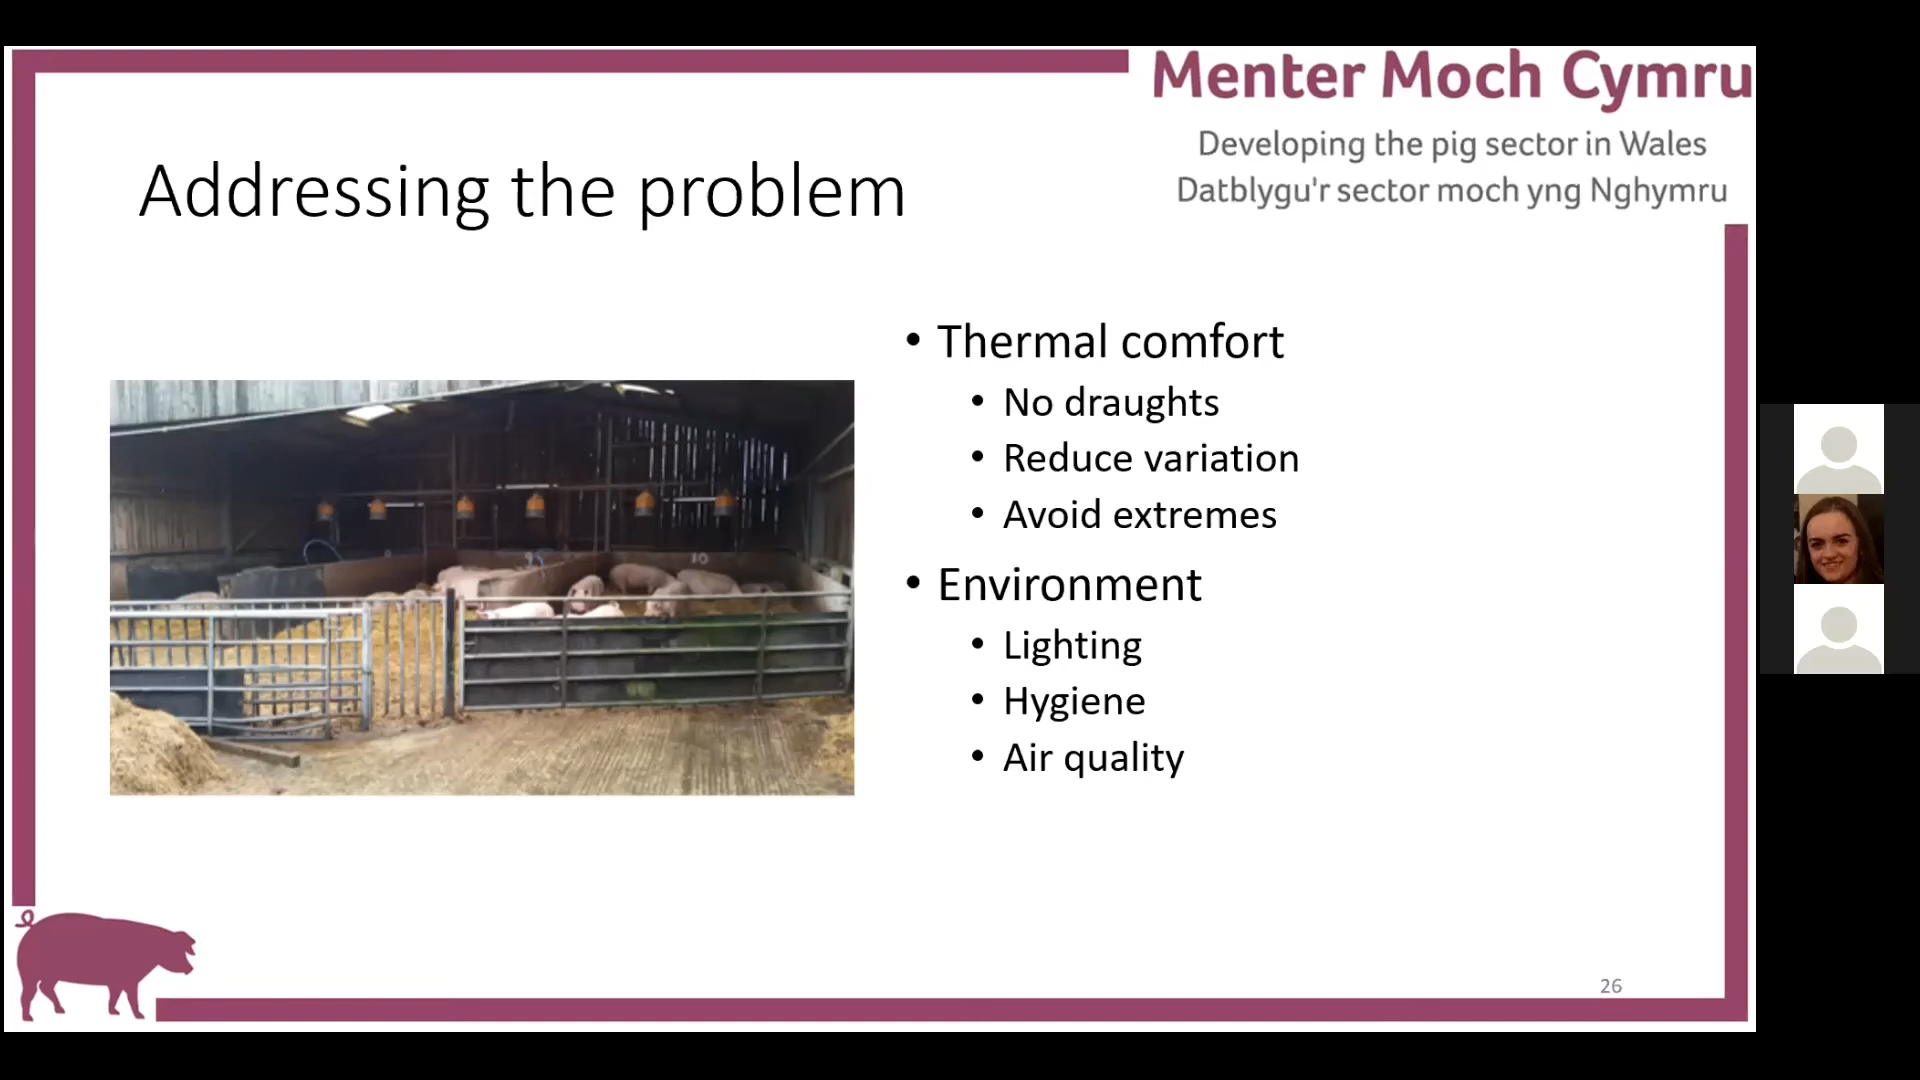 Menter Moch Cymru
Developing the pig sector in Wales
Datblygu'r sector moch yng Nghymru
Addressing the problem
• Thermal comfort
• No draughts
• Reduce variation
• Avoid extremes
• Environment
• Lighting
• Hygiene
• Air quality
10
26